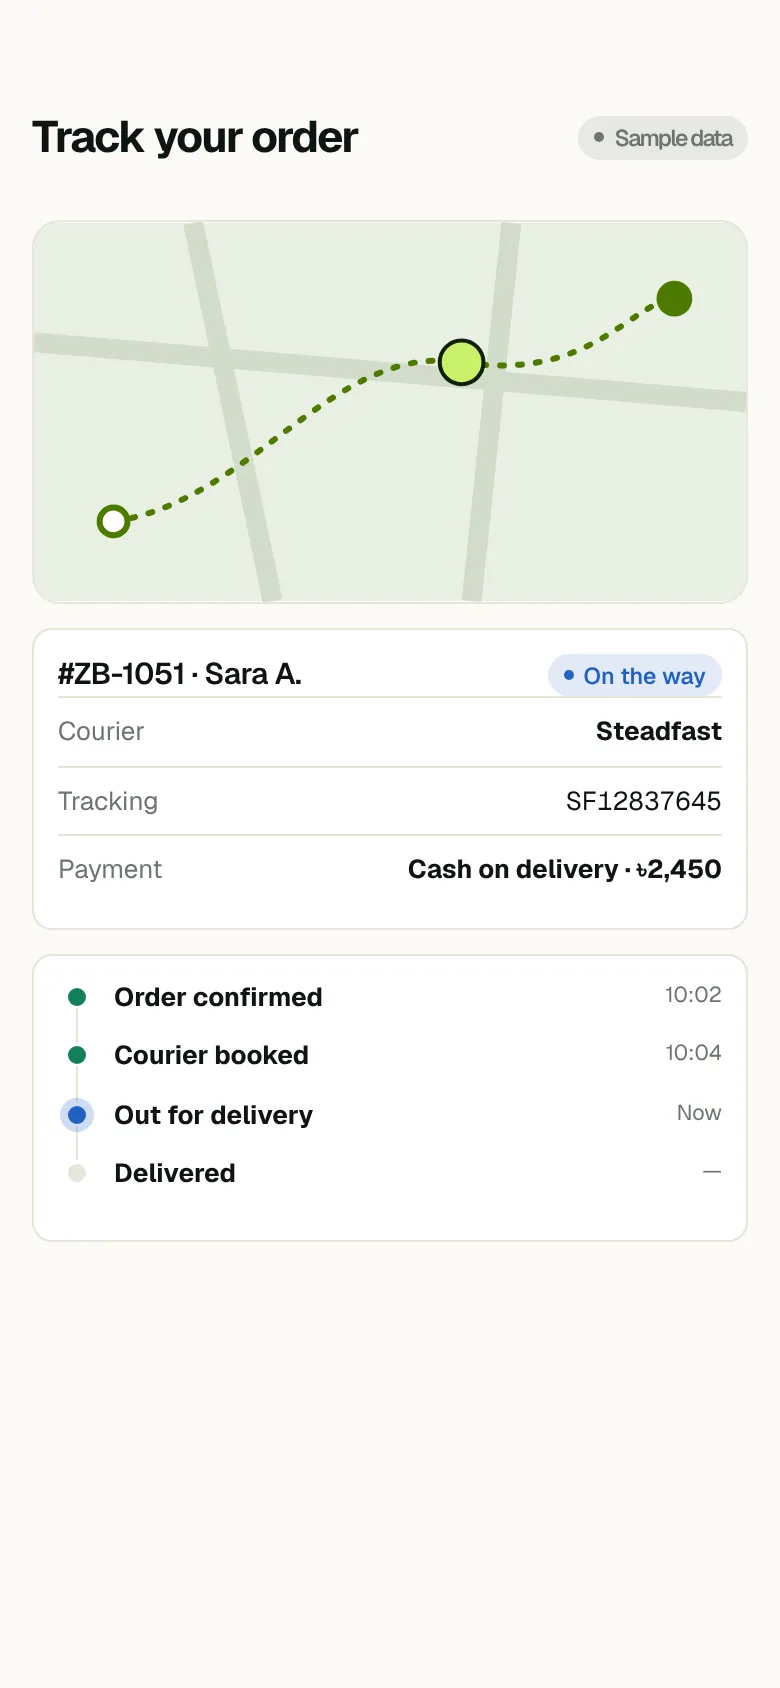 Track your order
Sample data
#ZB-1051 · Sara A.
On the way
Courier
Steadfast
Tracking
SF12837645
Payment
Cash on delivery · ৳2,450
Order confirmed
10:02
Courier booked
10:04
Out for delivery
Now
Delivered
—